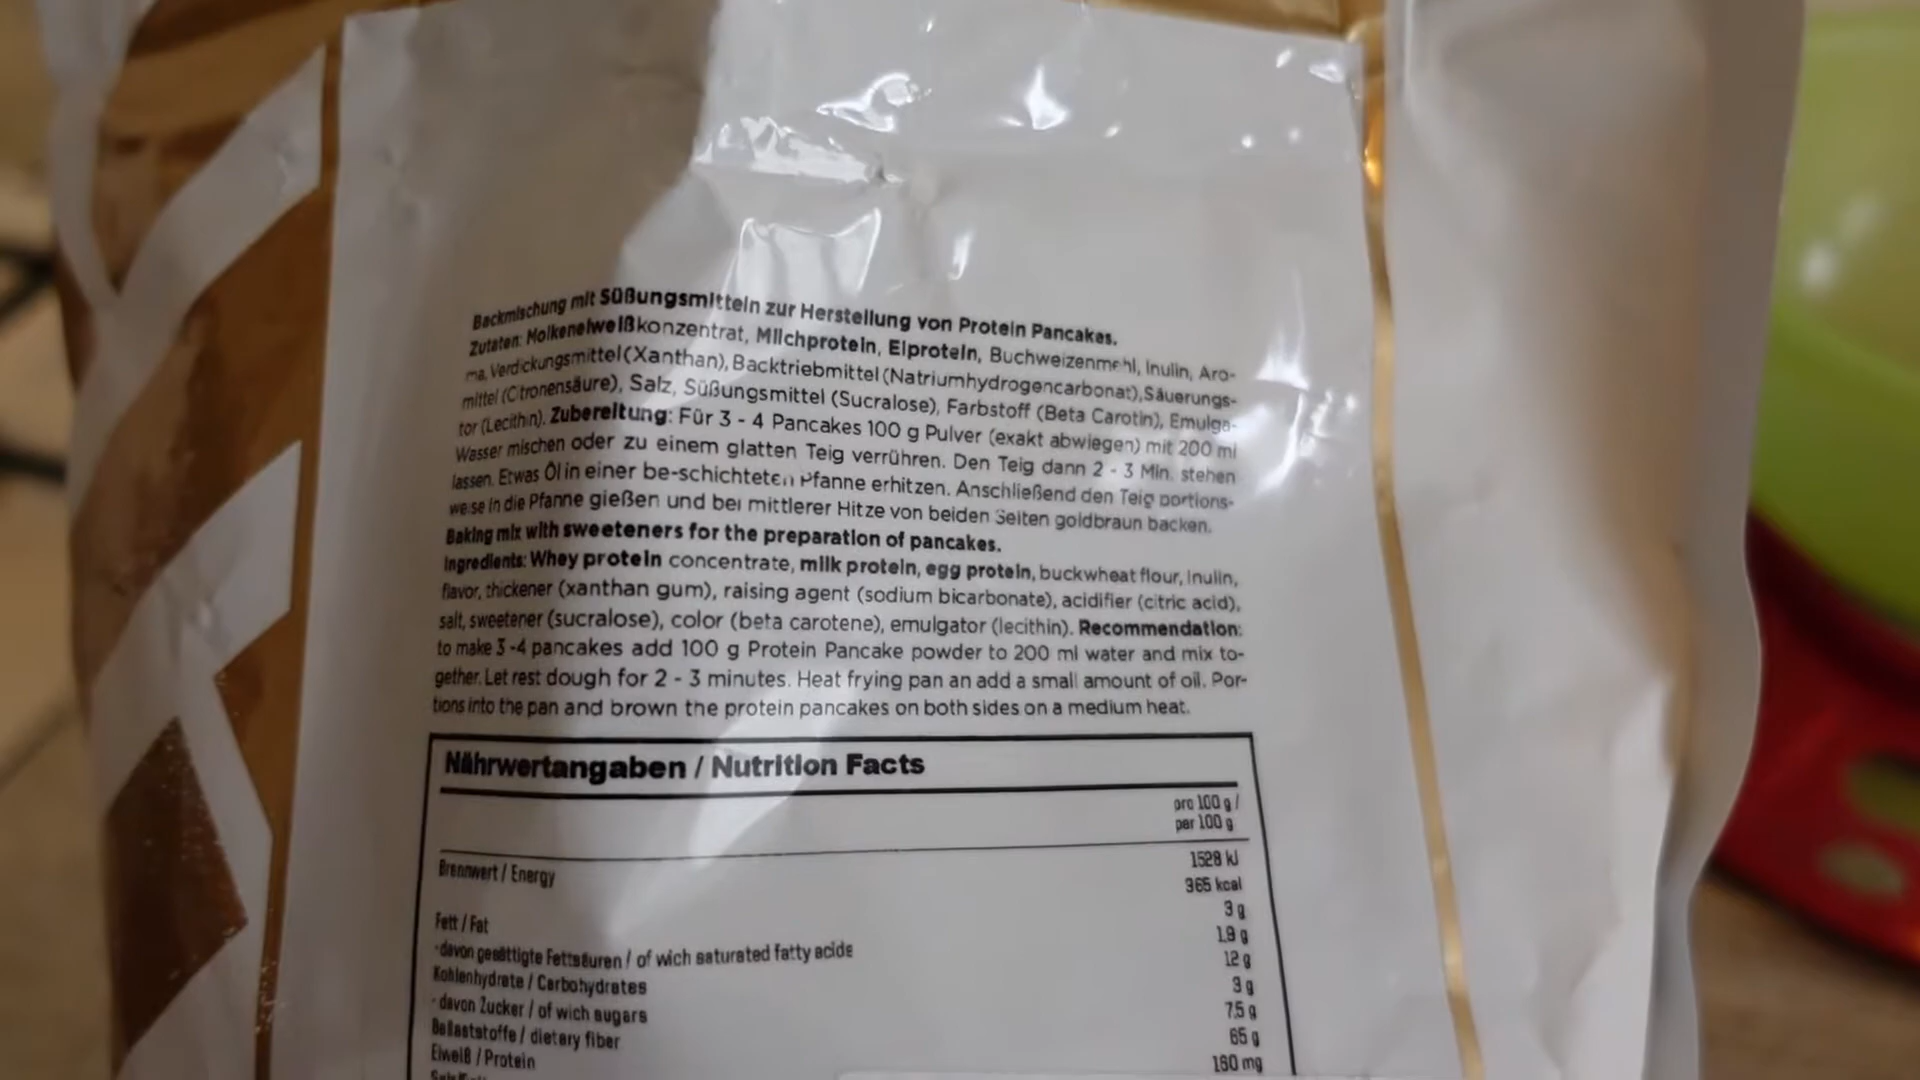 Backmischung mit Süßungsmitteln zur Herstellung von Protein Pancakes.
Zutaten: Molkeneiweißkonzentrat, Milchprotein, Eiprotein, Buchweizenmehl, Inulin, Aro-
ma, Verdickungsmittel (Xanthan), Backtriebmittel (Natriumhydrogencarbonat), Säuerungs-
mittel (Citronensäure), Salz, Süßungsmittel (Sucralose), Farbstoff (Beta Carotin), Emulga-
tor (Lecithin). Zubereitung: Für 3 - 4 Pancakes 100 g Pulver (exakt abwiegen) mit 200 ml
Wasser mischen oder zu einem glatten Teig verrühren. Den Teig dann 2 - 3 Min. stehen
lassen. Etwas Öl in einer be-schichteten Pfanne erhitzen. Anschließend den Teig portions-
weise in die Pfanne gießen und bei mittlerer Hitze von beiden Seiten goldbraun backen.
Baking mix with sweeteners for the preparation of pancakes.
Ingredients: Whey protein concentrate, milk protein, egg protein, buckwheat flour, Inulin,
flavor, thickener (xanthan gum), raising agent (sodium bicarbonate), acidifier (citric acid),
salt, sweetener (sucralose), color (beta carotene), emulgator (lecithin). Recommendation:
to make 3 -4 pancakes add 100 g Protein Pancake powder to 200 ml water and mix to-
gether. Let rest dough for 2 - 3 minutes. Heat frying pan an add a small amount of oil. Por-
tions into the pan and brown the protein pancakes on both sides on a medium heat.
Nährwertangaben / Nutrition Facts
pro 100 g /
per 100 g
Brennwert / Energy
1528 kJ
365 kcal
Fett / Fat
3 g
- davon gesättigte Fettsäuren / of wich saturated fatty acids
1,9 g
Kohlenhydrate / Carbohydrates
12 g
- davon Zucker / of wich sugars
3 g
Ballaststoffe / dietary fiber
7,5 g
Eiweiß / Protein
65 g
180 mg